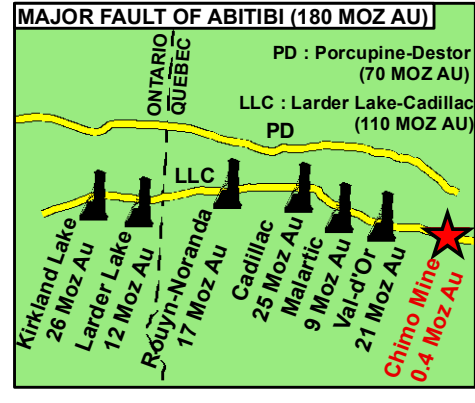 MAJOR FAULT OF ABITIBI (180 MOZ AU)
ONTARIO
QUEBEC
PD : Porcupine-Destor
(70 MOZ AU)
LLC : Larder Lake-Cadillac
(110 MOZ AU)
PD
LLC
Kirkland Lake
26 Moz Au
Larder Lake
12 Moz Au
Rouyn-Noranda
17 Moz Au
Cadillac
25 Moz Au
Malartic
9 Moz Au
Val-d'Or
21 Moz Au
Chimo Mine
0.4 Moz Au